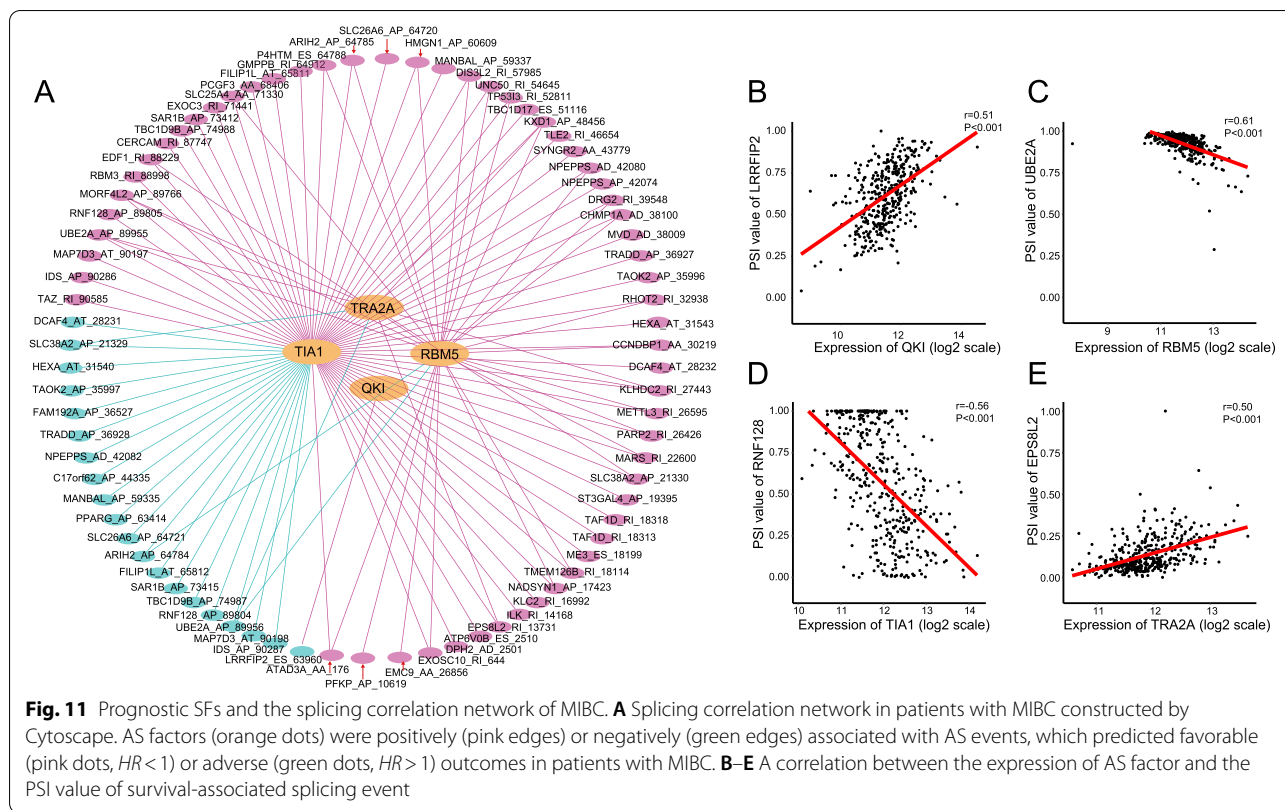 A
SLC26A6_AP_64720
ARIH2_AP_64785
HMGN1_AP_60609
P4HTM_ES_64788
MANBAL_AP_59337
GMPPB_RI_64912
DIS3L2_RI_57985
FILIP1L_AT_65811
UNC50_RI_54645
PCGF3_AA_68406
TP53I3_RI_52811
SLC25A4_AA_71330
TBC1D17_ES_51116
EXOC3_RI_71441
KXD1_AP_48456
SAR1B_AP_73412
TLE2_RI_46654
TBC1D9B_AP_74988
SYNGR2_AA_43779
CERCAM_RI_87747
NPEPPS_AD_42080
EDF1_RI_88229
NPEPPS_AP_42074
RBM3_RI_88998
DRG2_RI_39548
MORF4L2_AP_89766
CHMP1A_AD_38100
RNF128_AP_89805
MVD_AD_38009
UBE2A_AP_89955
TRADD_AP_36927
MAP7D3_AT_90197
TAOK2_AP_35996
IDS_AP_90286
RHOT2_RI_32938
TAZ_RI_90585
HEXA_AT_31543
DCAF4_AT_28231
CCNDBP1_AA_30219
SLC38A2_AP_21329
DCAF4_AT_28232
HEXA_AT_31540
KLHDC2_RI_27443
TAOK2_AP_35997
METTL3_RI_26595
FAM192A_AP_36527
PARP2_RI_26426
TRADD_AP_36928
MARS_RI_22600
NPEPPS_AD_42082
SLC38A2_AP_21330
C17orf62_AP_44335
ST3GAL4_AP_19395
MANBAL_AP_59335
TAF1D_RI_18318
PPARG_AP_63414
TAF1D_RI_18313
SLC26A6_AP_64721
ME3_ES_18199
ARIH2_AP_64784
TMEM126B_RI_18114
FILIP1L_AT_65812
NADSYN1_AP_17423
SAR1B_AP_73415
KLC2_RI_16992
TBC1D9B_AP_74987
ILK_RI_14168
RNF128_AP_89804
EPS8L2_RI_13731
UBE2A_AP_89956
ATP6V0B_ES_2510
MAP7D3_AT_90198
DPH2_AD_2501
IDS_AP_90287
EXOSC10_RI_644
LRRFIP2_ES_63960
EMC9_AA_26856
ATAD3A_AA_176
PFKP_AP_10619
TRA2A
TIA1
RBM5
QKI
B
r=0.51
P<0.001
PSI value of LRRFIP2
1.00
0.75
0.50
0.25
0.00
10 12 14
Expression of QKI (log2 scale)
C
r=0.61
P<0.001
PSI value of UBE2A
1.00
0.75
0.50
0.25
0.00
9 11 13
Expression of RBM5 (log2 scale)
D
r=-0.56
P<0.001
PSI value of RNF128
1.00
0.75
0.50
0.25
0.00
10 11 12 13 14
Expression of TIA1 (log2 scale)
E
r=0.50
P<0.001
PSI value of EPS8L2
1.00
0.75
0.50
0.25
0.00
11 12 13
Expression of TRA2A (log2 scale)
Fig. 11 Prognostic SFs and the splicing correlation network of MIBC. A Splicing correlation network in patients with MIBC constructed by
Cytoscape. AS factors (orange dots) were positively (pink edges) or negatively (green edges) associated with AS events, which predicted favorable
(pink dots, HR < 1) or adverse (green dots, HR > 1) outcomes in patients with MIBC. B–E A correlation between the expression of AS factor and the
PSI value of survival-associated splicing event